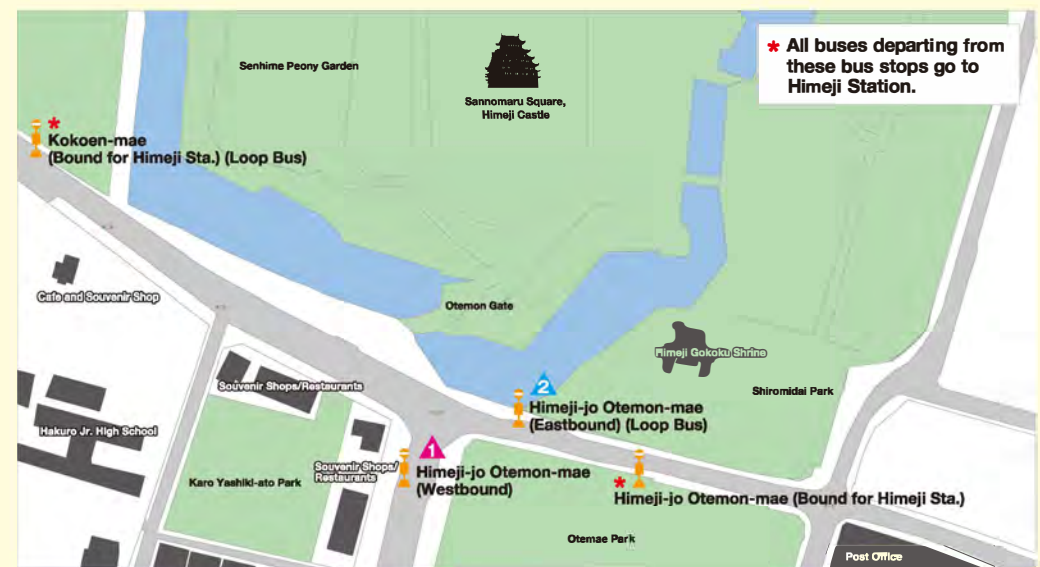 * All buses departing from
these bus stops go to
Himeji Station.
Senhime Peony Garden
Sannomaru Square,
Himeji Castle
*
Kokoen-mae
(Bound for Himeji Sta.) (Loop Bus)
Cafe and Souvenir Shop
Otemon Gate
Himeji Gokoku Shrine
Souvenir Shops/Restaurants
Shiromidai Park
2
Himeji-jo Otemon-mae
(Eastbound) (Loop Bus)
Hakuro Jr. High School
1
Himeji-jo Otemon-mae
(Westbound)
Souvenir Shops/
Restaurants
Karo Yashiki-ato Park
*
Himeji-jo Otemon-mae (Bound for Himeji Sta.)
Otemae Park
Post Office